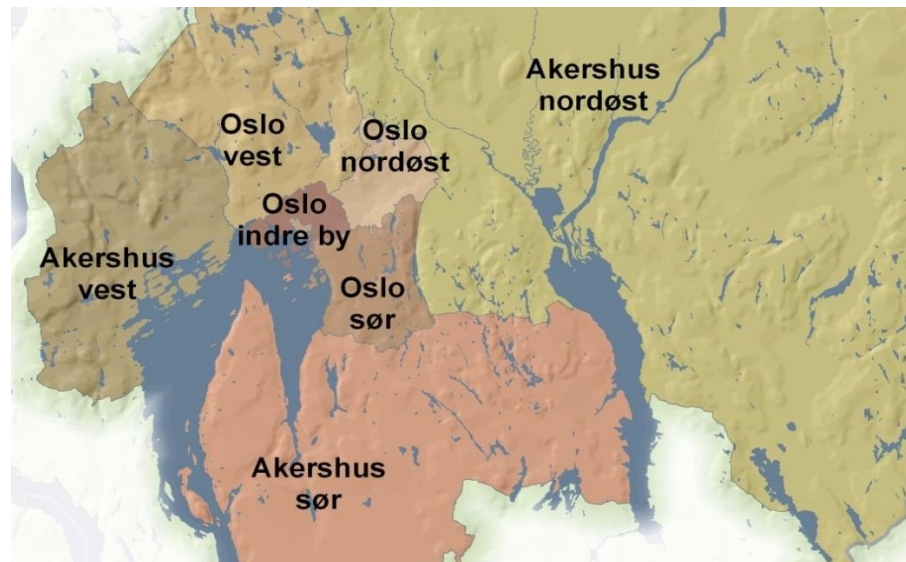 Akershus
nordøst
Oslo
vest
Oslo
nordøst
Oslo
indre by
Akershus
vest
Oslo
sør
Akershus
sør